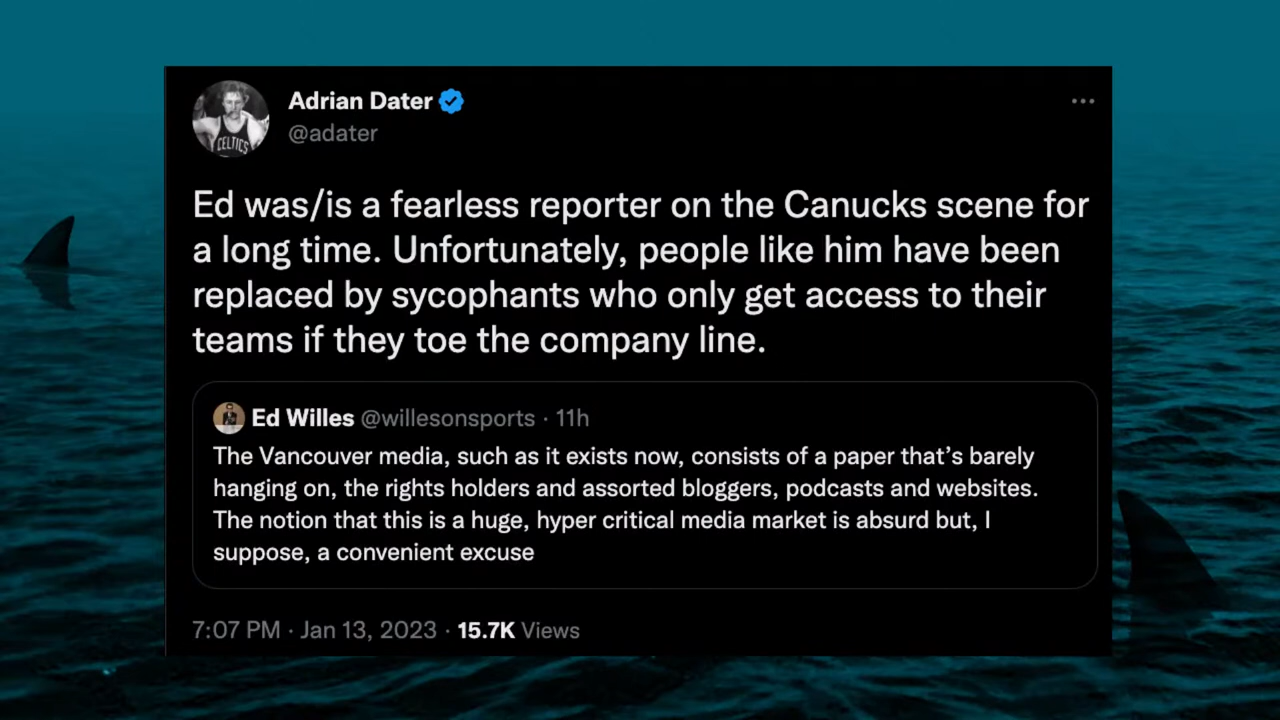 Adrian Dater
@adater
CELTICS
Ed was/is a fearless reporter on the Canucks scene for
a long time. Unfortunately, people like him have been
replaced by sycophants who only get access to their
teams if they toe the company line.
Ed Willes @willesonsports · 11h
The Vancouver media, such as it exists now, consists of a paper that’s barely
hanging on, the rights holders and assorted bloggers, podcasts and websites.
The notion that this is a huge, hyper critical media market is absurd but, I
suppose, a convenient excuse
7:07 PM · Jan 13, 2023 · 15.7K Views